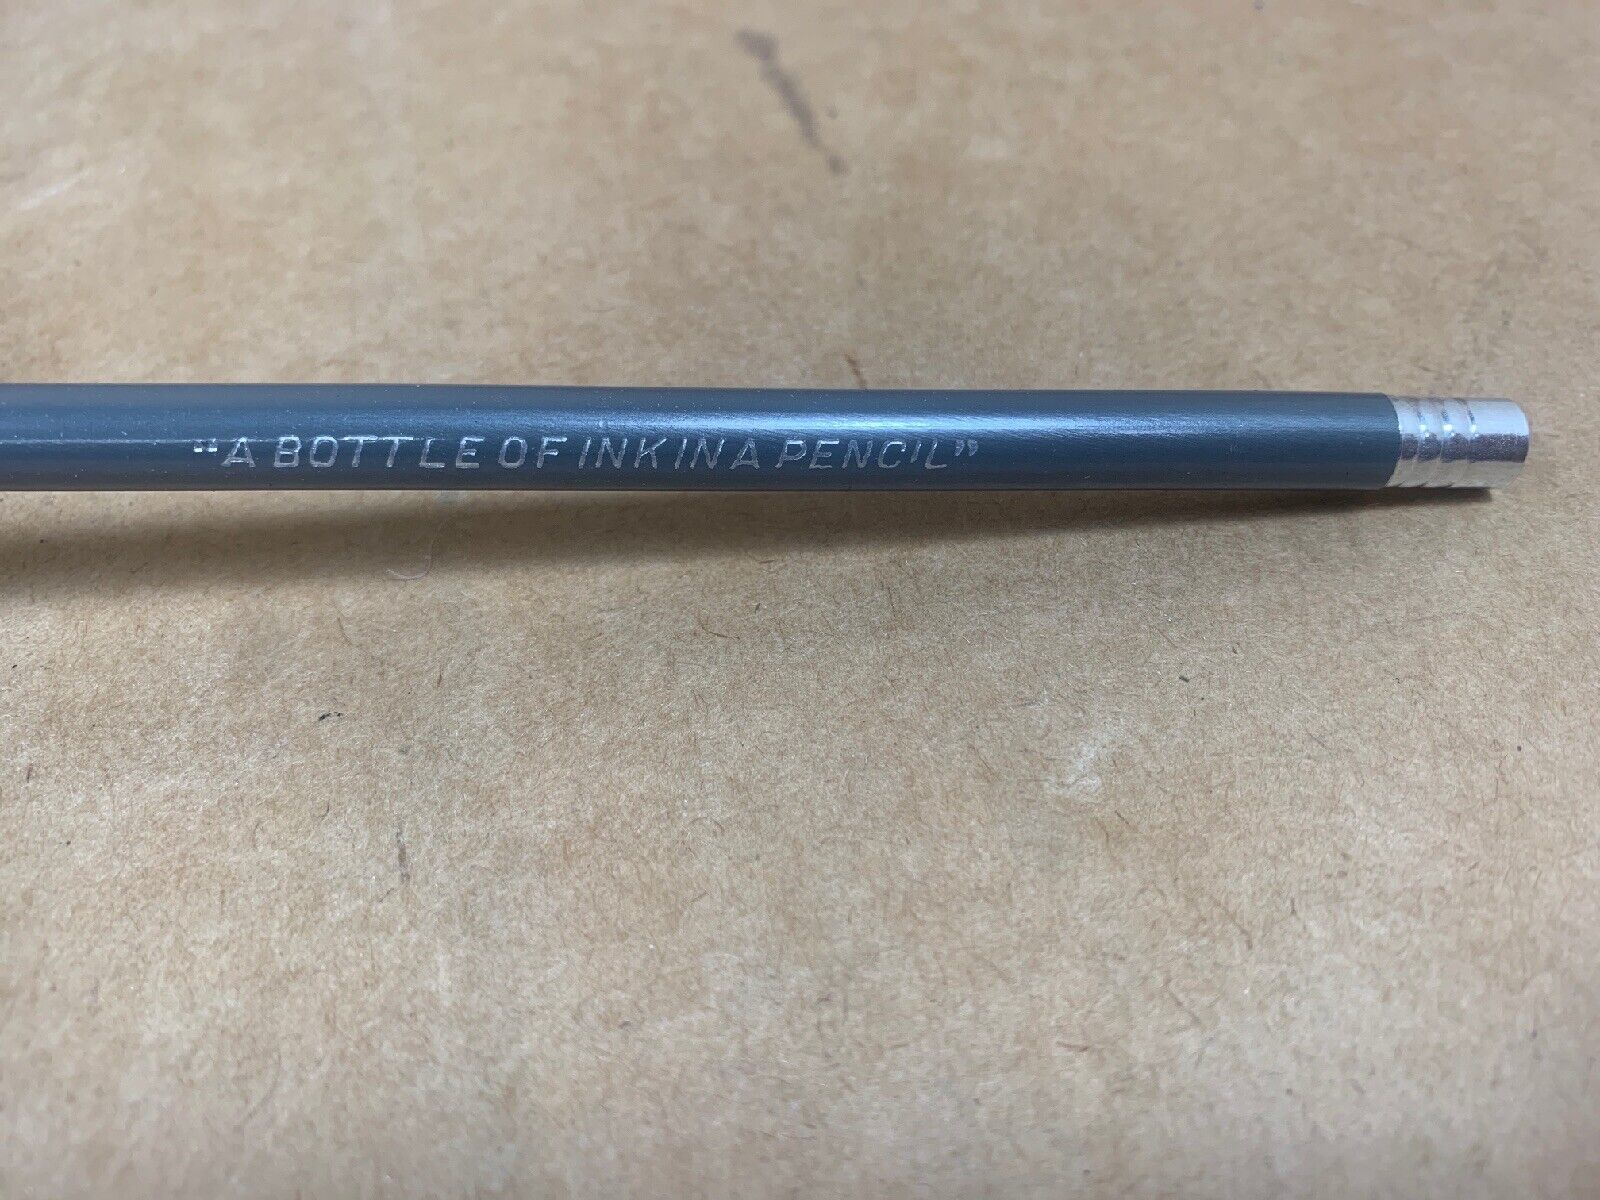 “A BOTTLE OF INK IN A PENCIL”